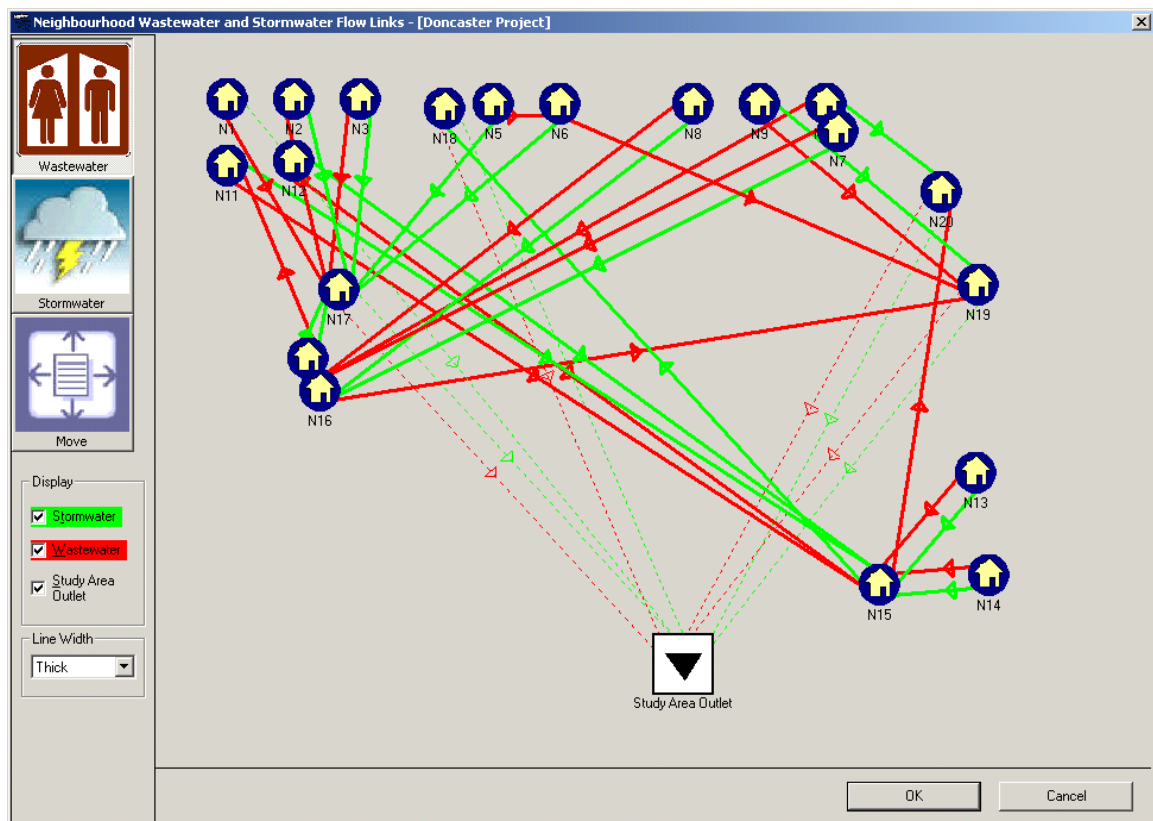 Neighbourhood Wastewater and Stormwater Flow Links - [Doncaster Project]
Wastewater
Stormwater
Move
Display
Stormwater
Wastewater
Study Area
Outlet
Line Width
Thick
N1
N2
N3
N18
N5
N6
N8
N9
N7
N11
N12
N20
N17
N19
N16
N13
N15
N14
Study Area Outlet
OK
Cancel